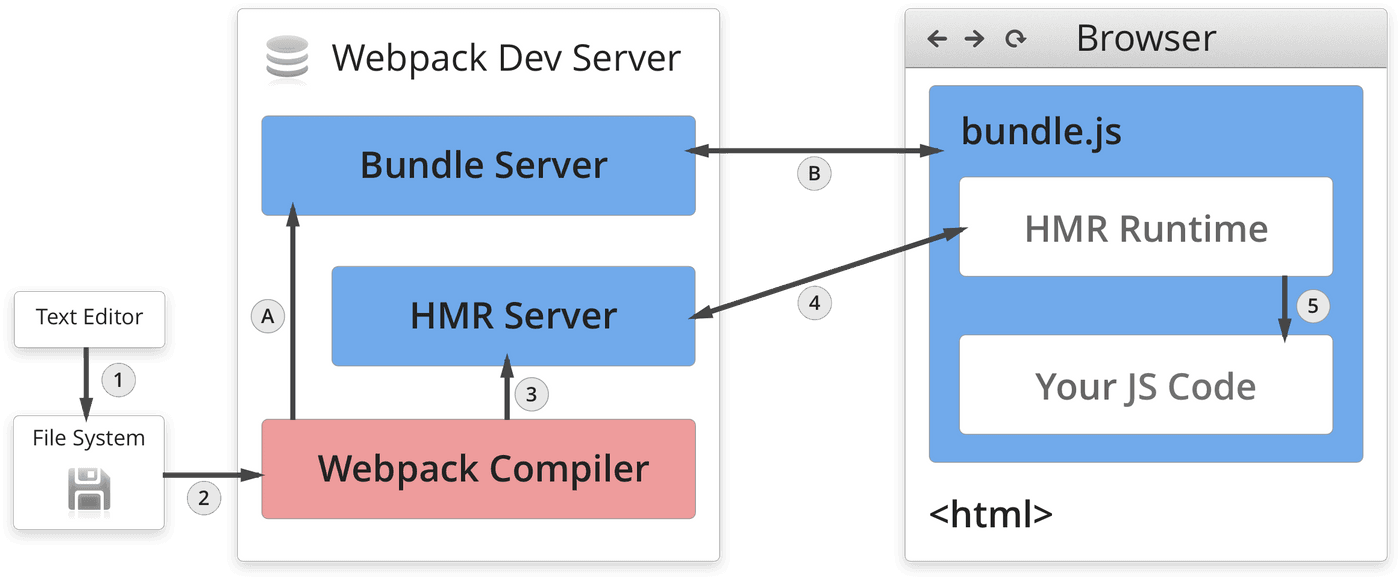 Webpack Dev Server
Bundle Server
A
HMR Server
3
Webpack Compiler
Text Editor
1
File System
2
B
4
Browser
bundle.js
HMR Runtime
5
Your JS Code
<html>